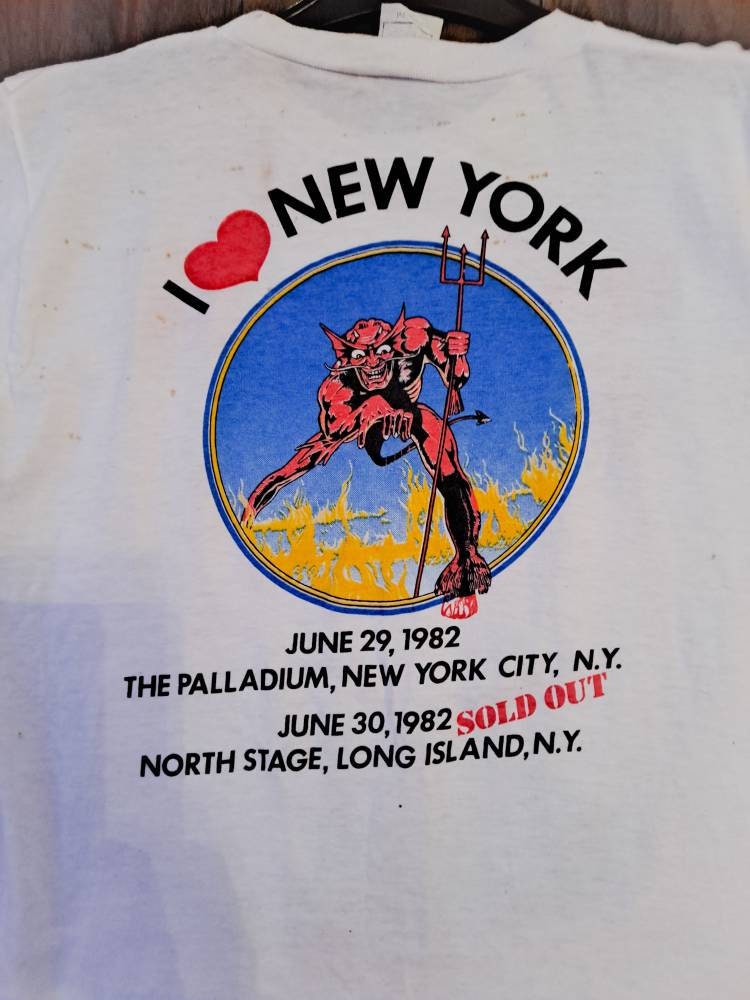 I ❤ NEW YORK
JUNE 29, 1982
THE PALLADIUM, NEW YORK CITY, N.Y.
JUNE 30, 1982 SOLD OUT
NORTH STAGE, LONG ISLAND, N.Y.